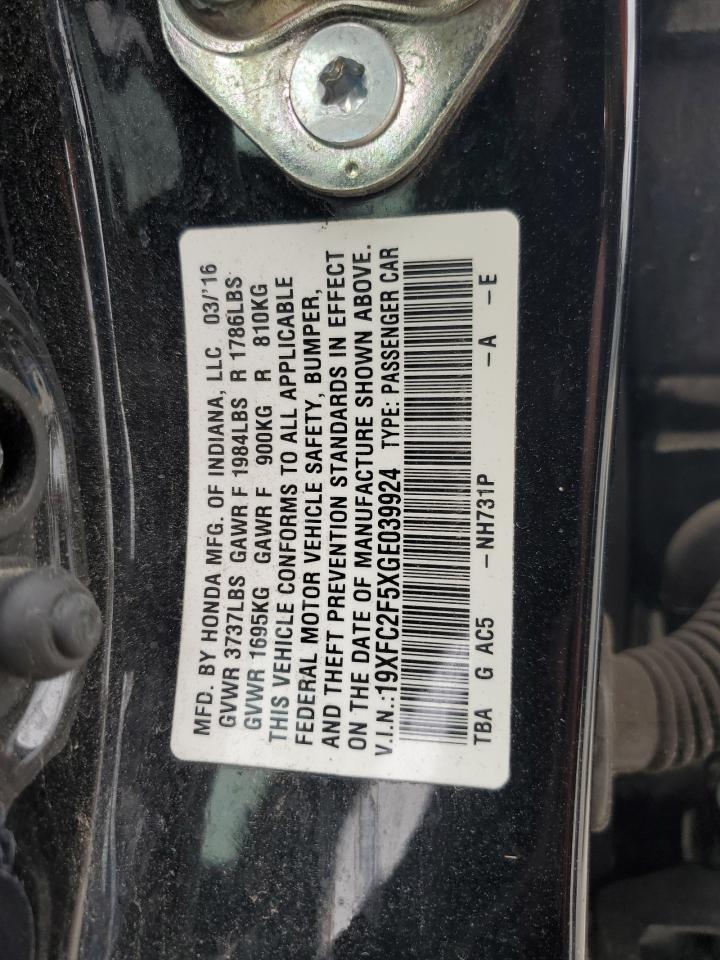 MFD. BY HONDA MFG. OF INDIANA, LLC 03/'16
GVWR 3737LBS GAWR F 1984LBS R 1786LBS
GVWR 1695KG GAWR F 900KG R 810KG
THIS VEHICLE CONFORMS TO ALL APPLICABLE
FEDERAL MOTOR VEHICLE SAFETY, BUMPER,
AND THEFT PREVENTION STANDARDS IN EFFECT
ON THE DATE OF MANUFACTURE SHOWN ABOVE.
V.I.N.:19XFC2F5XGE039924 TYPE: PASSENGER CAR
TBA G AC5 -NH731P -A -E